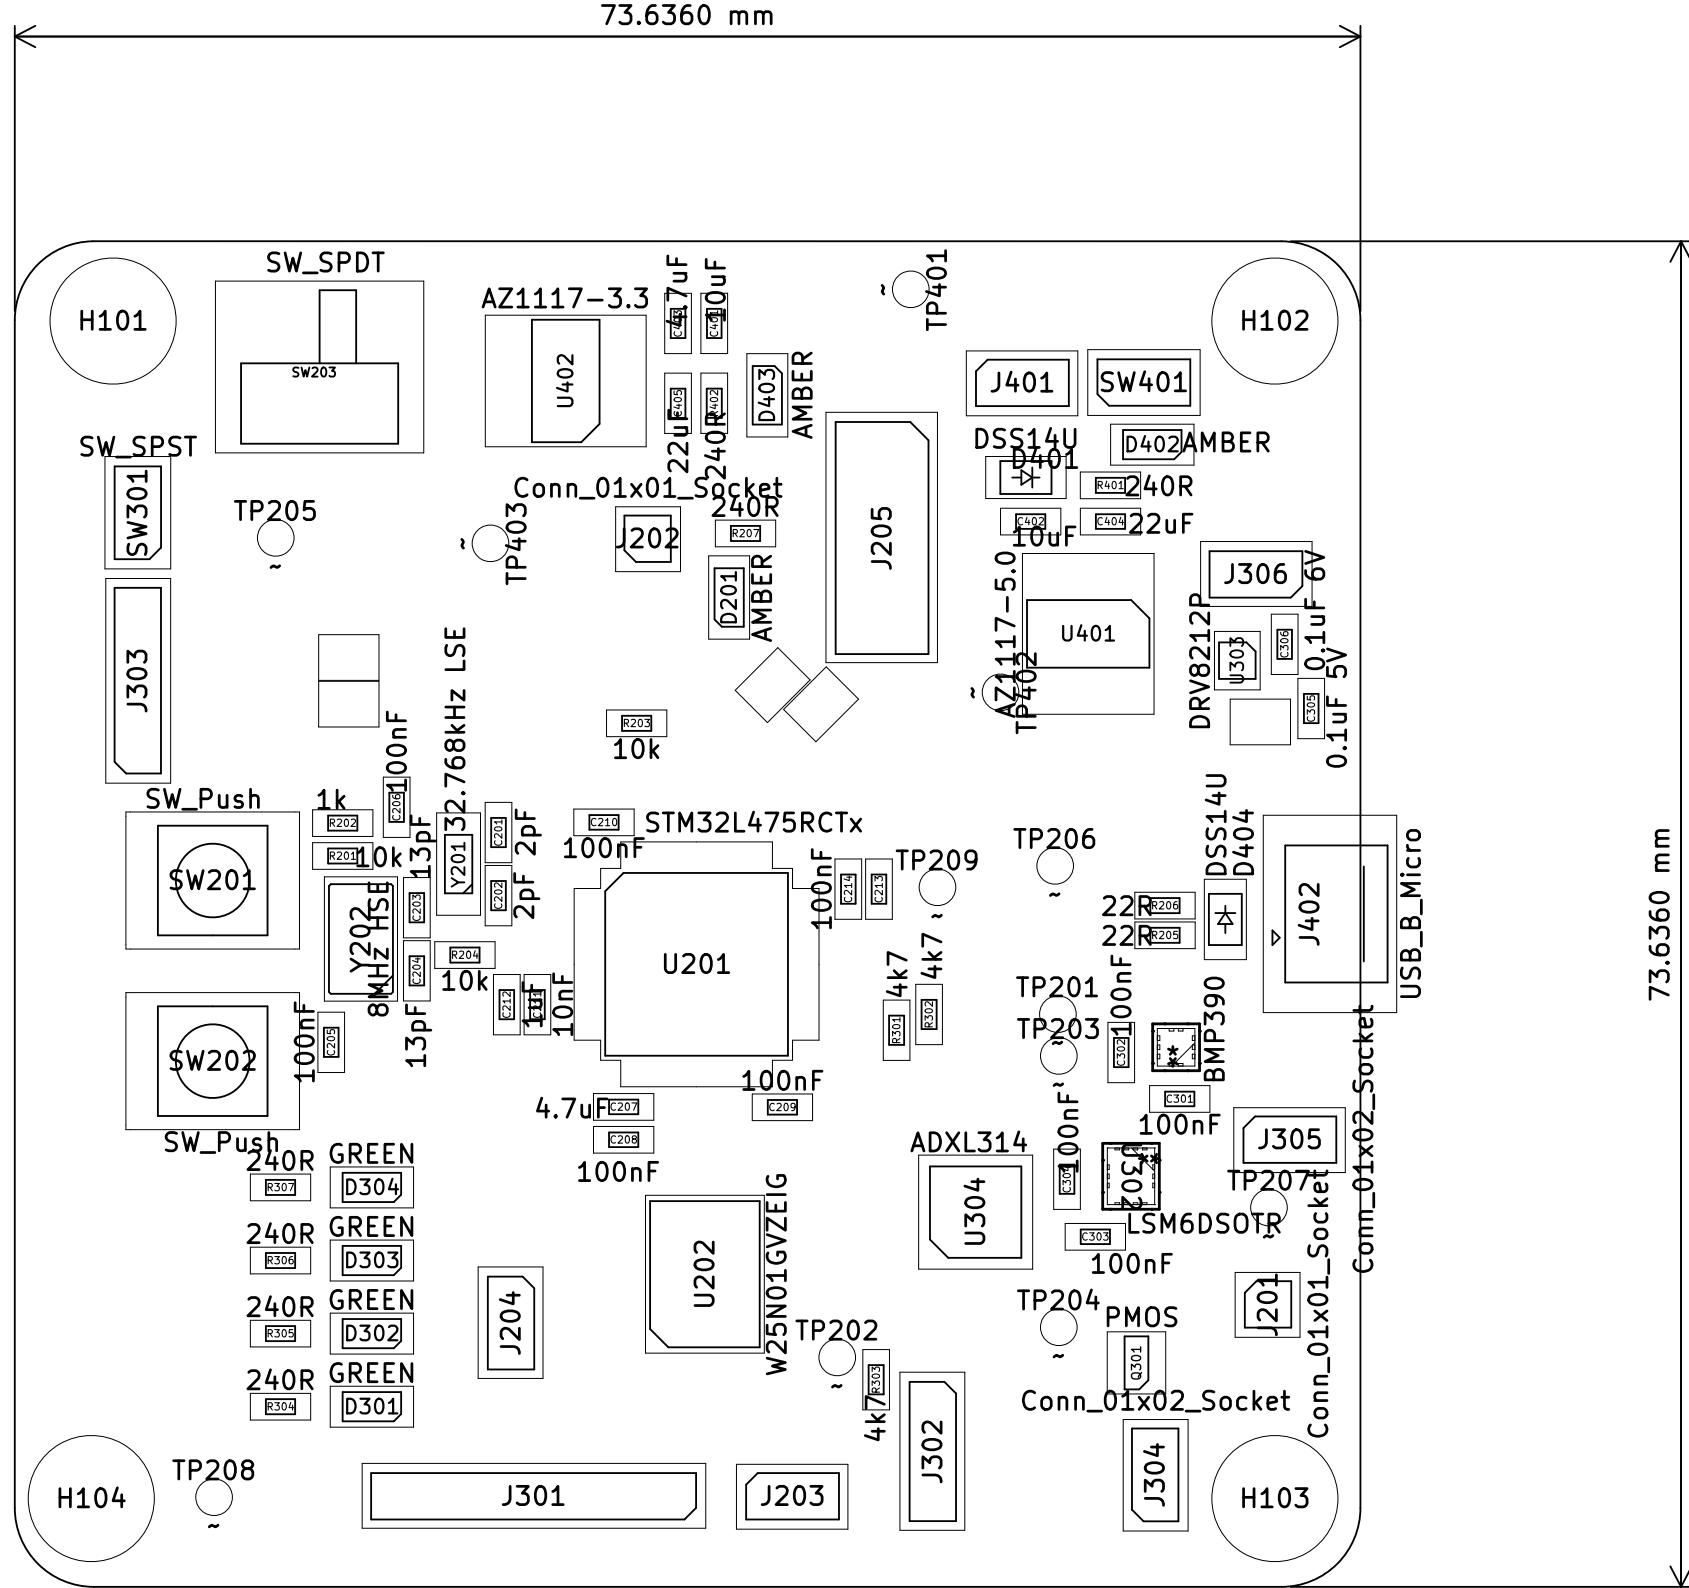 73.6360 mm
SW_SPDT
H101
SW203
AZ1117-3.3
U402
4.7uF
C403
10uF
C401
C405
22uF
R402
240R
D403
AMBER
~
TP401
H102
J401
SW401
DSS14U
D401
D402
AMBER
R401
240R
C402
10uF
C404
22uF
SW_SPST
SW301
TP205
~
~
TP403
Conn_01x01_Socket
J202
240R
R207
D201
AMBER
J205
J303
AZ1117-5.0
U401
~
TP402
J306
6V
0.1uF
C306
DRV8212P
U303
C305
0.1uF 5V
R203
10k
32.768kHz LSE
Y201
100nF
C206
SW_Push
SW201
1k
R202
R201
10k
13pF
C203
C201
2pF
C202
2pF
C210
100nF
STM32L475RCTx
U201
100nF
C214
C213
TP209
~
TP206
~
DSS14U
D404
22R
R206
22R
R205
J402
USB_B_Micro
73.6360 mm
8MHz HSE
Y202
C204
13pF
R204
10k
C212
1uF
10nF
SW202
SW_Push
100nF
C205
4k7
R301
4k7
R302
TP201
TP203
~
100nF
C302
BMP390
**
C301
100nF
4.7uF
C207
C208
100nF
100nF
C209
ADXL314
U304
100nF
U302
**
LSM6DSOTR
C303
100nF
J305
Conn_01x02_Socket
TP207
~
240R
R307
GREEN
D304
240R
R306
GREEN
D303
240R
R305
GREEN
D302
240R
R304
GREEN
D301
J204
U202
W25N01GVZEIG
TP202
~
R303
4k7
TP204
~
PMOS
Q301
J201
Conn_01x01_Socket
Conn_01x02_Socket
J304
J302
H104
TP208
~
J301
J203
H103